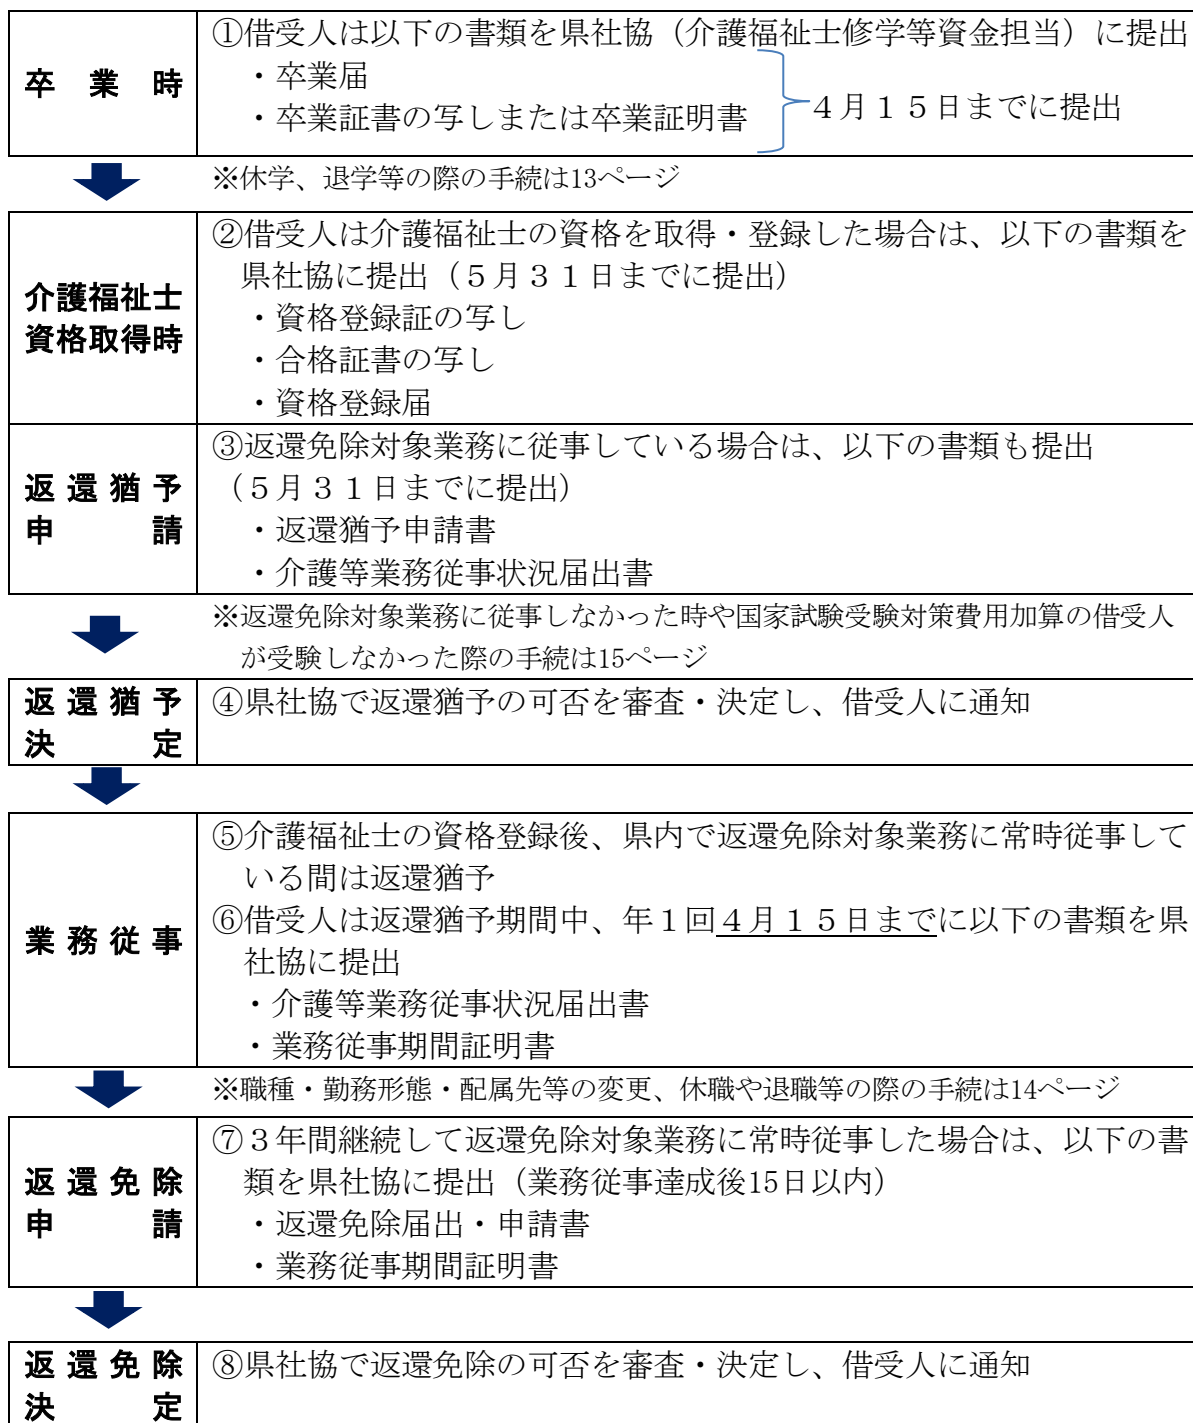 卒業時
①借受人は以下の書類を県社協（介護福祉士修学等資金担当）に提出
・卒業届
・卒業証書の写しまたは卒業証明書
４月１５日までに提出
※休学、退学等の際の手続は13ページ
介護福祉士
資格取得時
②借受人は介護福祉士の資格を取得・登録した場合は、以下の書類を
県社協に提出（５月３１日までに提出）
・資格登録証の写し
・合格証書の写し
・資格登録届
返還猶予
申請
③返還免除対象業務に従事している場合は、以下の書類も提出
（５月３１日までに提出）
・返還猶予申請書
・介護等業務従事状況届出書
※返還免除対象業務に従事しなかった時や国家試験受験対策費用加算の借受人
が受験しなかった際の手続は15ページ
返還猶予
決定
④県社協で返還猶予の可否を審査・決定し、借受人に通知
業務従事
⑤介護福祉士の資格登録後、県内で返還免除対象業務に常時従事して
いる間は返還猶予
⑥借受人は返還猶予期間中、年１回４月１５日までに以下の書類を県
社協に提出
・介護等業務従事状況届出書
・業務従事期間証明書
※職種・勤務形態・配属先等の変更、休職や退職等の際の手続は14ページ
返還免除
申請
⑦３年間継続して返還免除対象業務に常時従事した場合は、以下の書
類を県社協に提出（業務従事達成後15日以内）
・返還免除届出・申請書
・業務従事期間証明書
返還免除
決定
⑧県社協で返還免除の可否を審査・決定し、借受人に通知